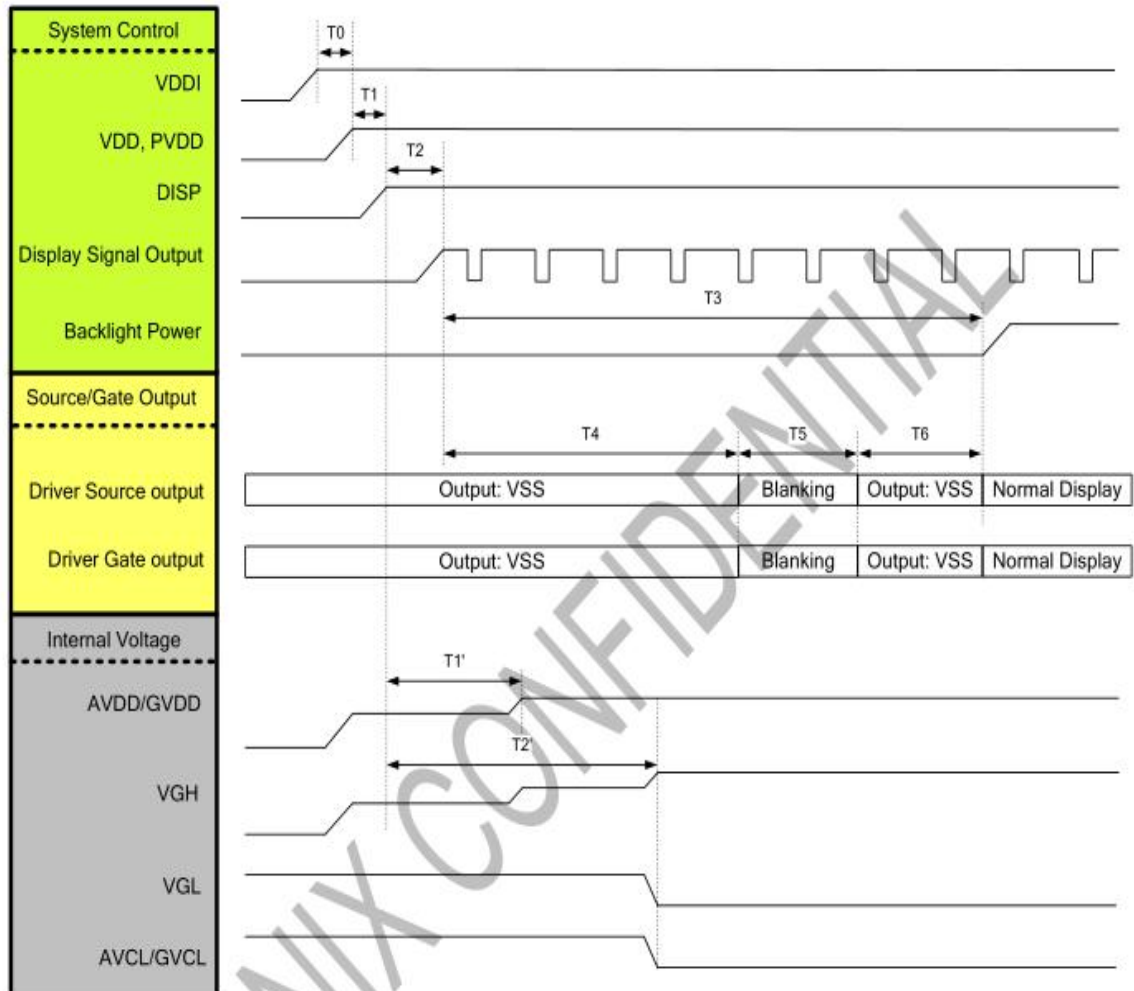 System Control
T0
VDDI
T1
VDD, PVDD
T2
DISP
Display Signal Output
T3
Backlight Power
Source/Gate Output
T4 T5 T6
Driver Source output Output: VSS Blanking Output: VSS Normal Display
Driver Gate output Output: VSS Blanking Output: VSS Normal Display
Internal Voltage
T1'
AVDD/GVDD
T2'
VGH
VGL
AVCL/GVCL
NIX CONFIDENTIAL